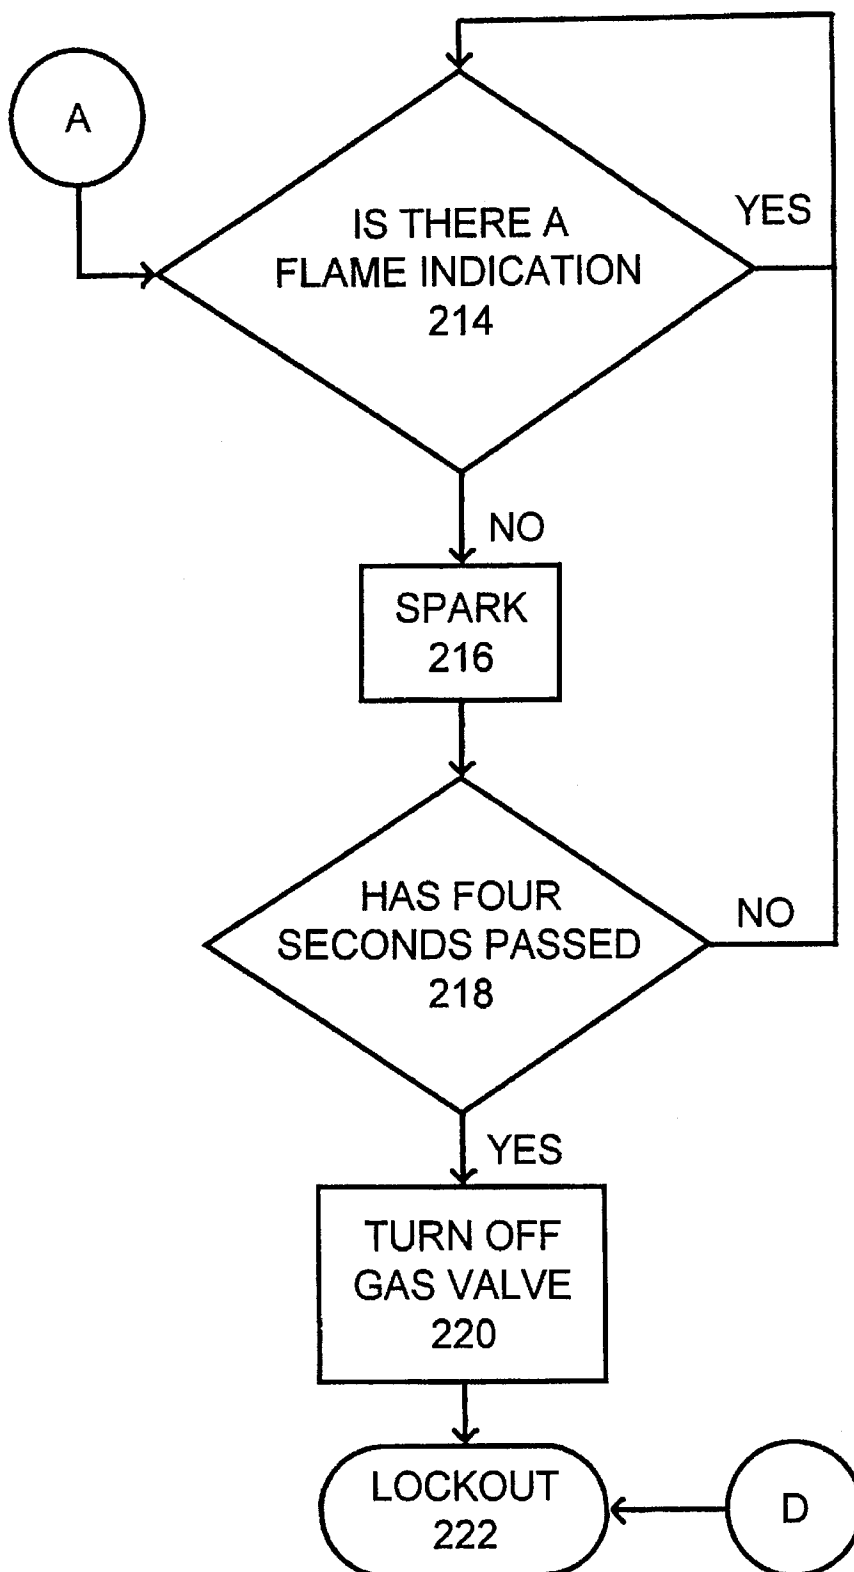 A
IS THERE A
FLAME INDICATION
214
YES
NO
SPARK
216
HAS FOUR
SECONDS PASSED
218
NO
YES
TURN OFF
GAS VALVE
220
LOCKOUT
222
D